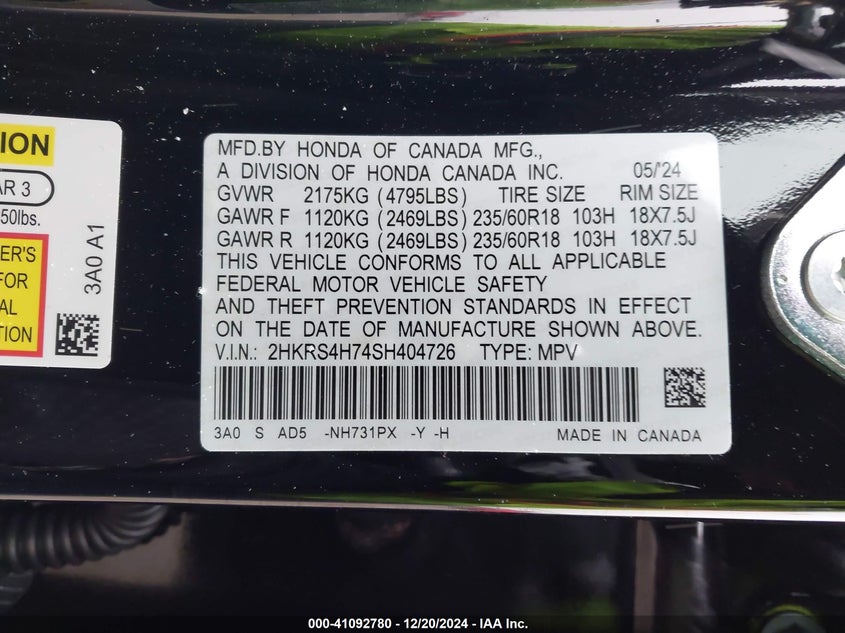 ION
AR 3
50lbs.
ER'S
FOR
AL
TION
3A0 A1
MFD.BY HONDA OF CANADA MFG.,
A DIVISION OF HONDA CANADA INC. 05/'24
GVWR 2175KG (4795LBS) TIRE SIZE RIM SIZE
GAWR F 1120KG (2469LBS) 235/60R18 103H 18X7.5J
GAWR R 1120KG (2469LBS) 235/60R18 103H 18X7.5J
THIS VEHICLE CONFORMS TO ALL APPLICABLE
FEDERAL MOTOR VEHICLE SAFETY
AND THEFT PREVENTION STANDARDS IN EFFECT
ON THE DATE OF MANUFACTURE SHOWN ABOVE.
V.I.N.: 2HKRS4H74SH404726 TYPE: MPV
3A0 S AD5 -NH731PX -Y -H MADE IN CANADA
000-41092780 - 12/20/2024 - IAA Inc.